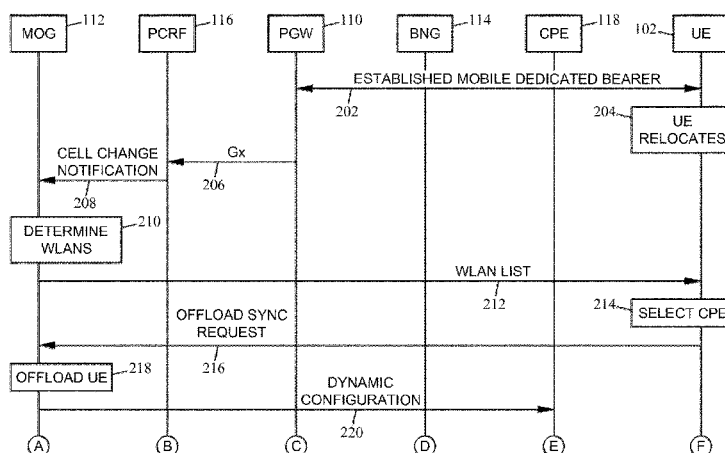 MOG
112
PCRF
116
PGW
110
BNG
114
CPE
118
102
UE
ESTABLISHED MOBILE DEDICATED BEARER
202
204
UE
RELOCATES
CELL CHANGE
NOTIFICATION
Gx
206
208
DETERMINE
WLANS
210
WLAN LIST
212
214
SELECT CPE
OFFLOAD SYNC
REQUEST
216
OFFLOAD UE
218
DYNAMIC
CONFIGURATION
220
A
B
C
D
E
F